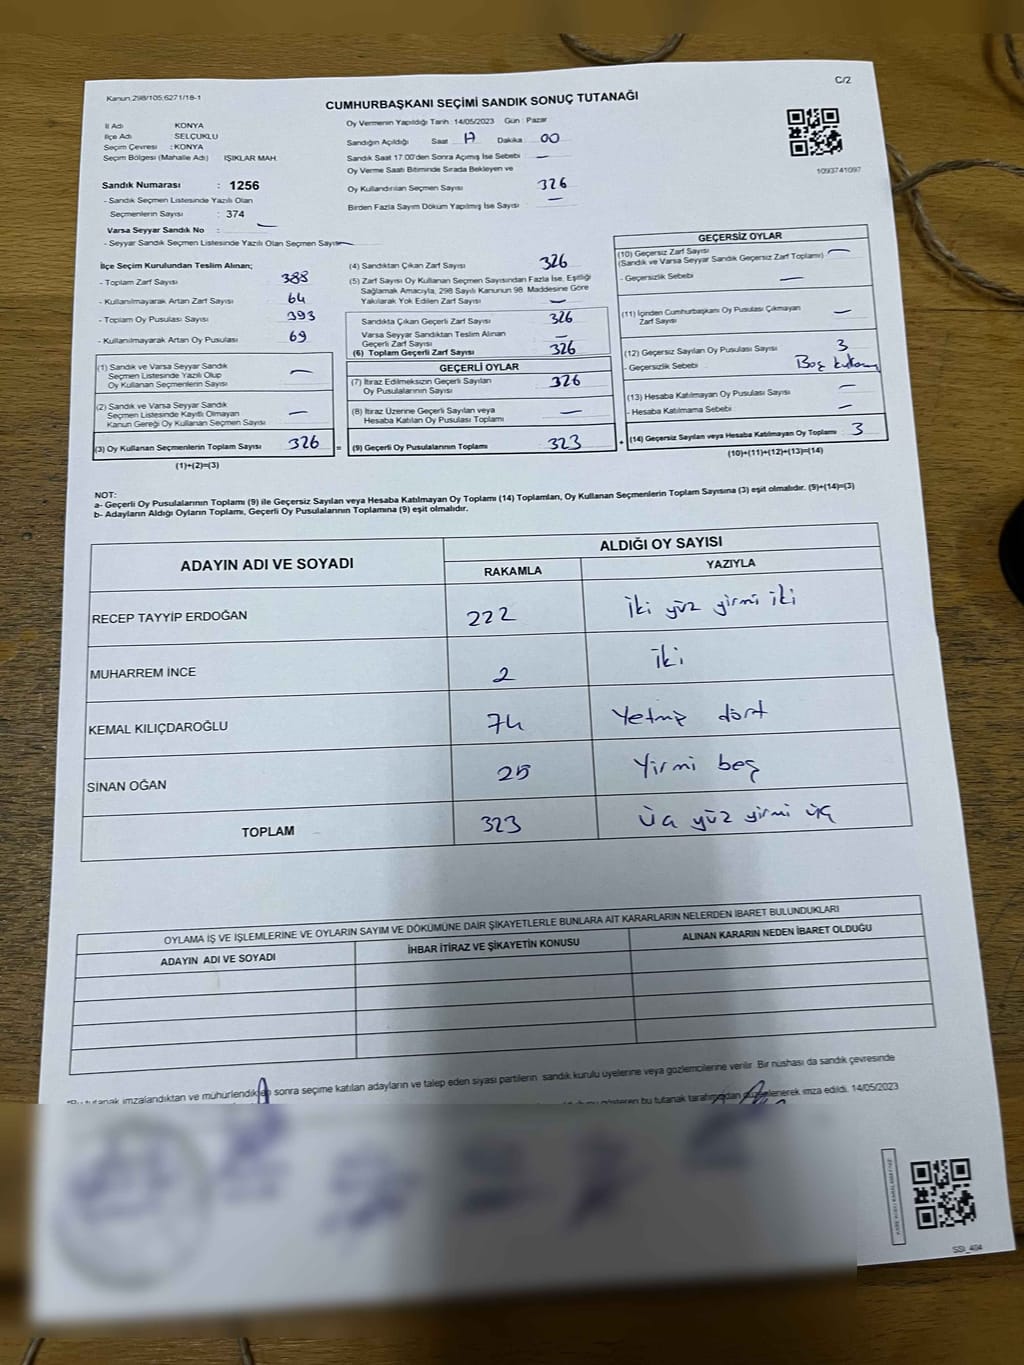 C/2
Kanun:298/105;6271/18-1
CUMHURBAŞKANI SEÇİMİ SANDIK SONUÇ TUTANAĞI
İl Adı KONYA
İlçe Adı SELÇUKLU
Seçim Çevresi : KONYA
Seçim Bölgesi (Mahalle Adı) IŞIKLAR MAH.
Sandık Numarası : 1256
- Sandık Seçmen Listesinde Yazılı Olan
Seçmenlerin Sayısı : 374
Varsa Seyyar Sandık No : —
- Seyyar Sandık Seçmen Listesinde Yazılı Olan Seçmen Sayısı —
Oy Vermenin Yapıldığı Tarih : 14/05/2023 Gün : Pazar
Sandığın Açıldığı Saat 17 Dakika 00
Sandık Saat 17:00'den Sonra Açımış İse Sebebi —
Oy Verme Saati Bitiminde Sırada Bekleyen ve
Oy Kullandırılan Seçmen Sayısı 326
Birden Fazla Sayım Döküm Yapılmış İse Sayısı —
1093741097
İlçe Seçim Kurulundan Teslim Alınan;
- Toplam Zarf Sayısı 388
- Kullanılmayarak Artan Zarf Sayısı 64
- Toplam Oy Pusulası Sayısı 393
- Kullanılmayarak Artan Oy Pusulası 69
(1) Sandık ve Varsa Seyyar Sandık
Seçmen Listesinde Yazılı Olup
Oy Kullanan Seçmenlerin Sayısı —
(2) Sandık ve Varsa Seyyar Sandık
Seçmen Listesinde Kayıtlı Olmayan
Kanun Gereği Oy Kullanan Seçmen Sayısı —
(3) Oy Kullanan Seçmenlerin Toplam Sayısı 326 =
(1)+(2)=(3)
(4) Sandıktan Çıkan Zarf Sayısı 326
(5) Zarf Sayısı Oy Kullanan Seçmen Sayısından Fazla İse, Eşitliği
Sağlamak Amacıyla, 298 Sayılı Kanunun 98. Maddesine Göre
Yakılarak Yok Edilen Zarf Sayısı —
Sandıkta Çıkan Geçerli Zarf Sayısı 326
Varsa Seyyar Sandıktan Teslim Alınan
Geçerli Zarf Sayısı —
(6) Toplam Geçerli Zarf Sayısı 326
GEÇERLİ OYLAR
(7) İtiraz Edilmeksizin Geçerli Sayılan
Oy Pusulalarının Sayısı 326
(8) İtiraz Üzerine Geçerli Sayılan veya
Hesaba Katılan Oy Pusulası Toplamı —
(9) Geçerli Oy Pusulalarının Toplamı 323 +
GEÇERSİZ OYLAR
(10) Geçersiz Zarf Sayısı —
(Sandık ve Varsa Seyyar Sandık Geçersiz Zarf Toplamı)
- Geçersizlik Sebebi —
(11) İçinden Cumhurbaşkanı Oy Pusulası Çıkmayan
Zarf Sayısı —
(12) Geçersiz Sayılan Oy Pusulası Sayısı 3
- Geçersizlik Sebebi Boş
(13) Hesaba Katılmayan Oy Pusulası Sayısı —
- Hesaba Katılmama Sebebi —
(14) Geçersiz Sayılan veya Hesaba Katılmayan Oy Toplamı 3
(10)+(11)+(12)+(13)=(14)
NOT:
a- Geçerli Oy Pusulalarının Toplamı (9) ile Geçersiz Sayılan veya Hesaba Katılmayan Oy Toplamı (14) Toplamları, Oy Kullanan Seçmenlerin Toplam Sayısına (3) eşit olmalıdır. (9)+(14)=(3)
b- Adayların Aldığı Oyların Toplamı, Geçerli Oy Pusulalarının Toplamına (9) eşit olmalıdır.
ADAYIN ADI VE SOYADI ALDIĞI OY SAYISI
RAKAMLA YAZIYLA
RECEP TAYYİP ERDOĞAN 222 iki yüz yirmi iki
MUHARREM İNCE 2 iki
KEMAL KILIÇDAROĞLU 74 Yetmiş dört
SİNAN OĞAN 25 Yirmi beş
TOPLAM 323 üç yüz yirmi üç
OYLAMA İŞ VE İŞLEMLERİNE VE OYLARIN SAYIM VE DÖKÜMÜNE DAİR ŞİKAYETLERLE BUNLARA AİT KARARLARIN NELERDEN İBARET BULUNDUKLARI
ADAYIN ADI VE SOYADI İHBAR İTİRAZ VE ŞİKAYETİN KONUSU ALINAN KARARIN NEDEN İBARET OLDUĞU
tutanak imzalandıktan ve mühürlendikten sonra seçime katılan adayların ve talep eden siyasi partilerin sandık kurulu üyelerine veya gözlemcilerine verilir. Bir nüshası da sandık çevresinde
gösteren bu tutanak tarafımızdan düzenlenerek imza edildi. 14/05/2023
SSI_404